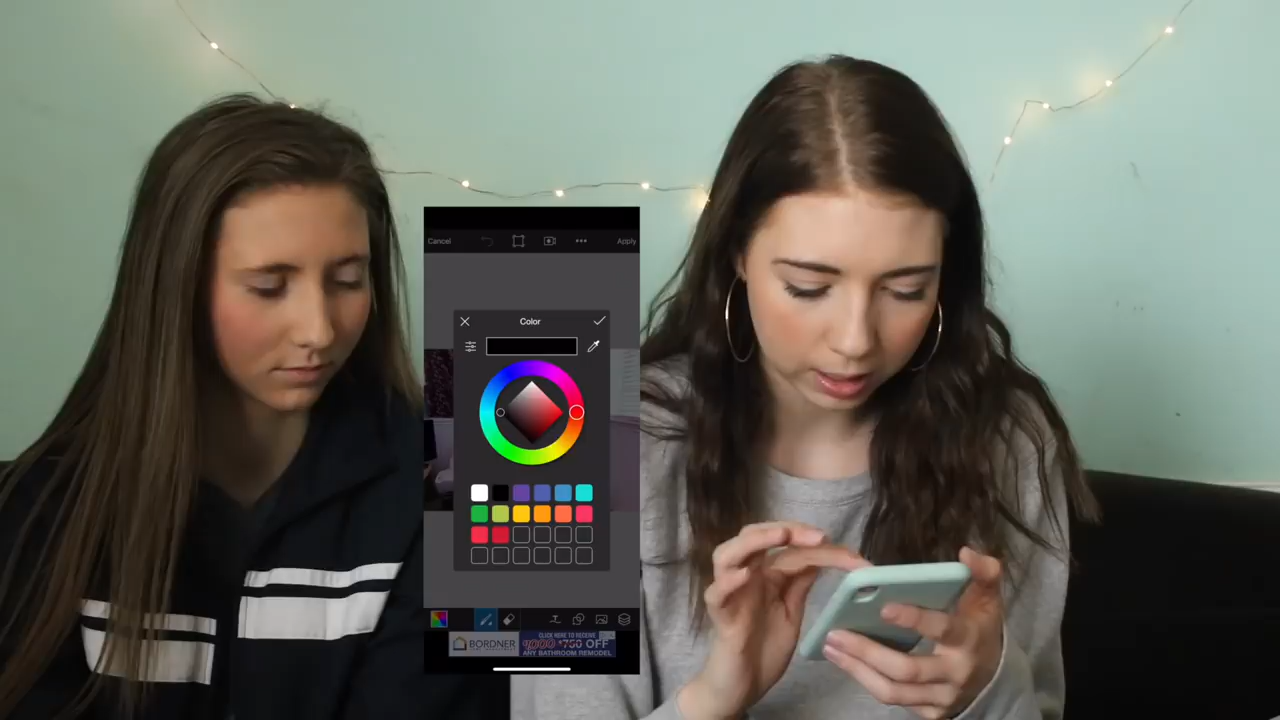 Cancel
Apply
Color
BORDNER
CLICK HERE TO RECEIVE
$750 OFF
ANY BATHROOM REMODEL